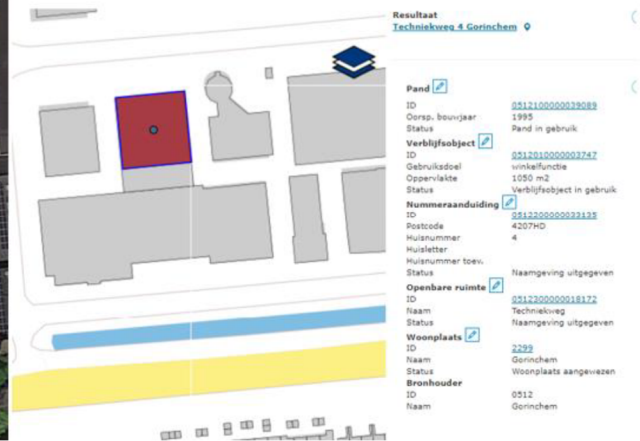 Resultaat
Techniekweg 4 Gorinchem
Pand
ID 0512100000039089
Oorsp. bouwjaar 1995
Status Pand in gebruik
Verblijfsobject
ID 0512010000003747
Gebruiksdoel winkelfunctie
Oppervlakte 1050 m2
Status Verblijfsobject in gebruik
Nummeraanduiding
ID 0512200000033135
Postcode 4207HD
Huisnummer 4
Huisletter
Huisnummer toev.
Status Naamgeving uitgegeven
Openbare ruimte
ID 0512300000018172
Naam Techniekweg
Status Naamgeving uitgegeven
Woonplaats
ID 2299
Naam Gorinchem
Status Woonplaats aangewezen
Bronhouder
ID 0512
Naam Gorinchem